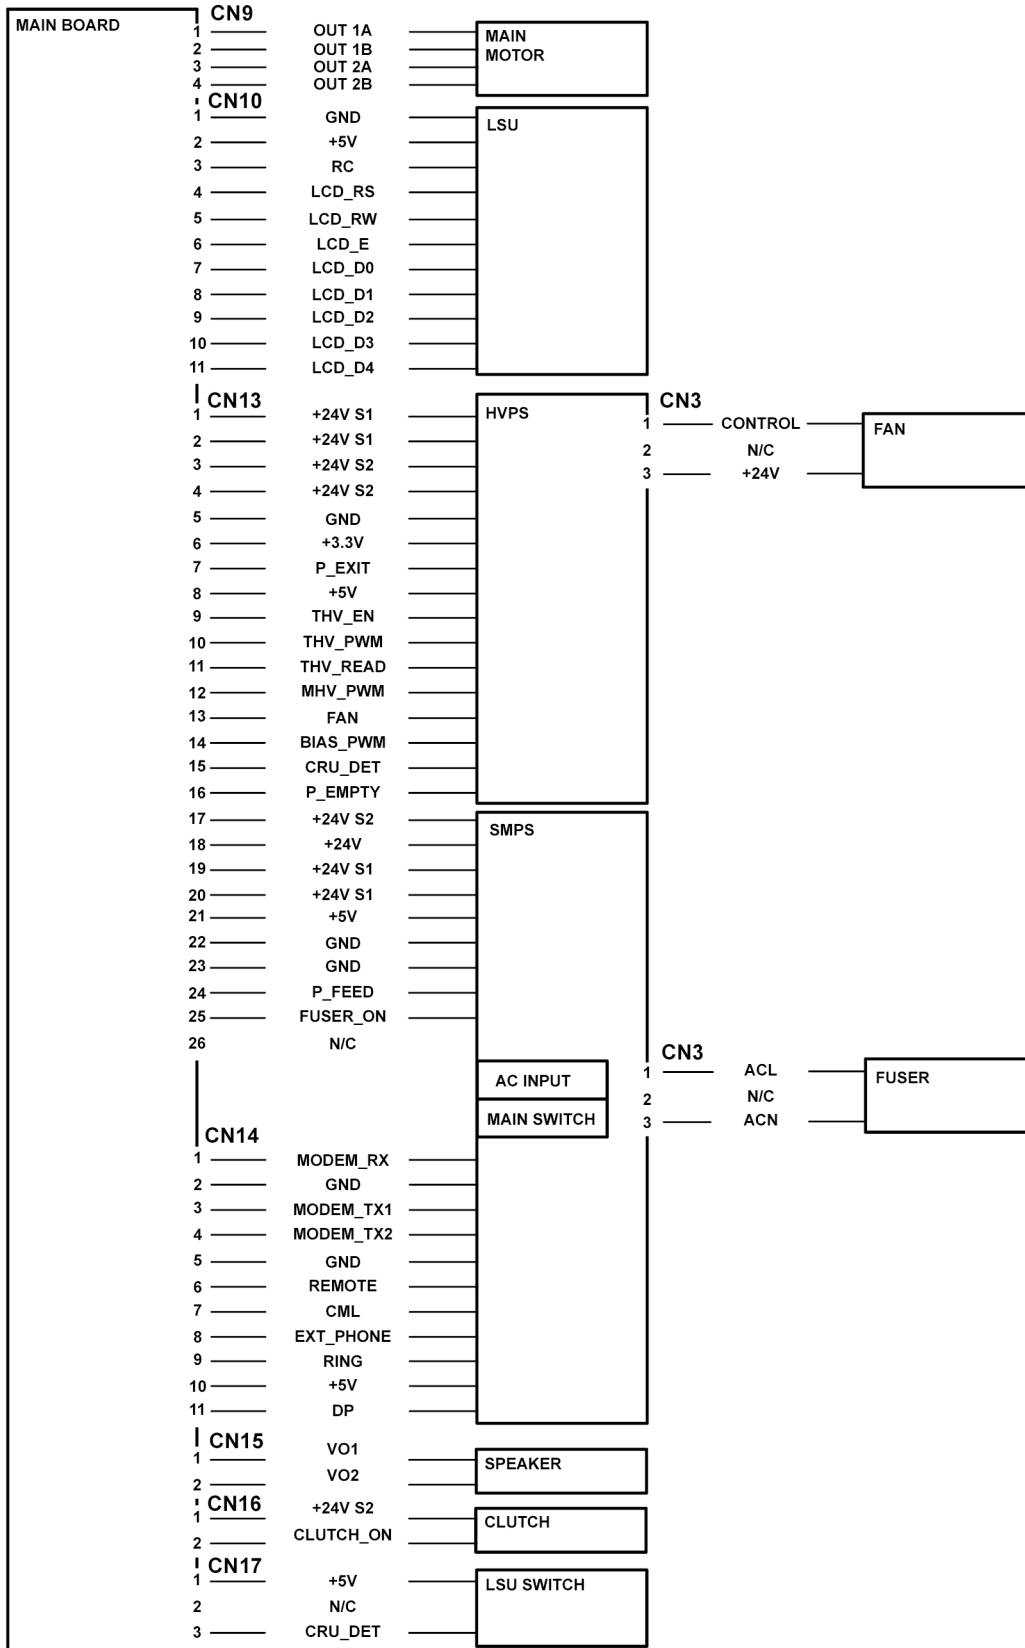 MAIN BOARD
CN9
1 OUT 1A MAIN
2 OUT 1B MOTOR
3 OUT 2A
4 OUT 2B
CN10
1 GND LSU
2 +5V
3 RC
4 LCD_RS
5 LCD_RW
6 LCD_E
7 LCD_D0
8 LCD_D1
9 LCD_D2
10 LCD_D3
11 LCD_D4
CN13 CN3
1 +24V S1 HVPS 1 CONTROL FAN
2 +24V S1 2 N/C
3 +24V S2 3 +24V
4 +24V S2
5 GND
6 +3.3V
7 P_EXIT
8 +5V
9 THV_EN
10 THV_PWM
11 THV_READ
12 MHV_PWM
13 FAN
14 BIAS_PWM
15 CRU_DET
16 P_EMPTY
17 +24V S2 SMPS
18 +24V
19 +24V S1
20 +24V S1
21 +5V
22 GND
23 GND
24 P_FEED
25 FUSER_ON
26 N/C
CN3
AC INPUT 1 ACL FUSER
2 N/C
MAIN SWITCH 3 ACN
CN14
1 MODEM_RX
2 GND
3 MODEM_TX1
4 MODEM_TX2
5 GND
6 REMOTE
7 CML
8 EXT_PHONE
9 RING
10 +5V
11 DP
CN15
1 VO1 SPEAKER
2 VO2
CN16
1 +24V S2 CLUTCH
2 CLUTCH_ON
CN17
1 +5V LSU SWITCH
2 N/C
3 CRU_DET